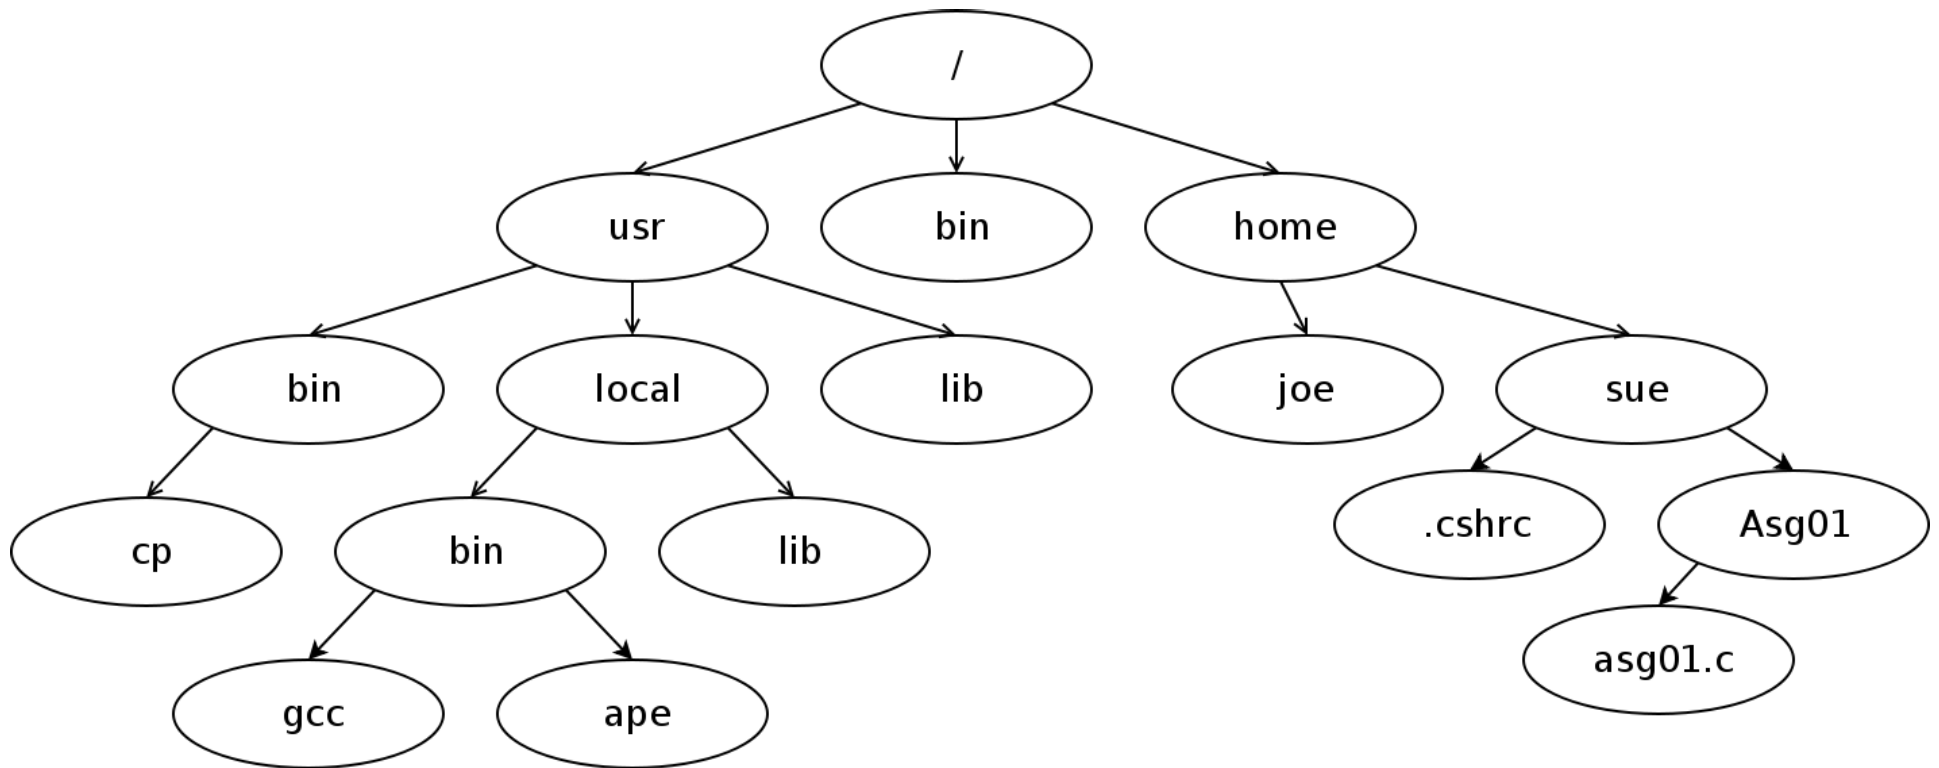 /
usr
bin
home
bin
local
lib
joe
sue
cp
bin
lib
.cshrc
Asg01
gcc
ape
asg01.c